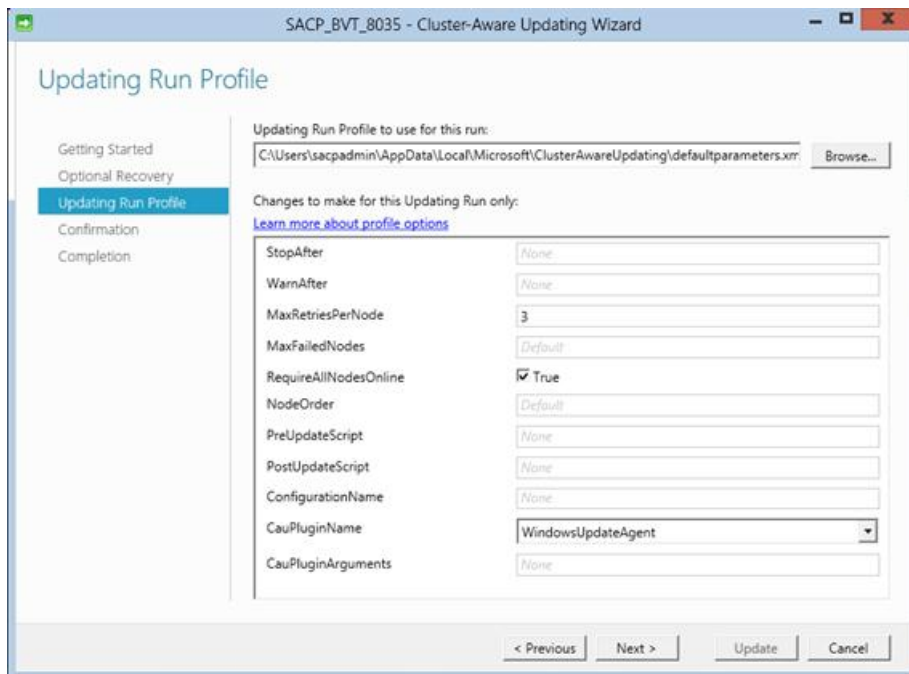 SACP_BVT_8035 - Cluster-Aware Updating Wizard
Updating Run Profile
Getting Started
Optional Recovery
Updating Run Profile
Confirmation
Completion
Updating Run Profile to use for this run:
C:\Users\sacpadmin\AppData\Local\Microsoft\ClusterAwareUpdating\defaultparameters.xm
Browse...
Changes to make for this Updating Run only:
Learn more about profile options
StopAfter None
WarnAfter None
MaxRetriesPerNode 3
MaxFailedNodes Default
RequireAllNodesOnline True
NodeOrder Default
PreUpdateScript None
PostUpdateScript None
ConfigurationName None
CauPluginName WindowsUpdateAgent
CauPluginArguments None
< Previous Next > Update Cancel